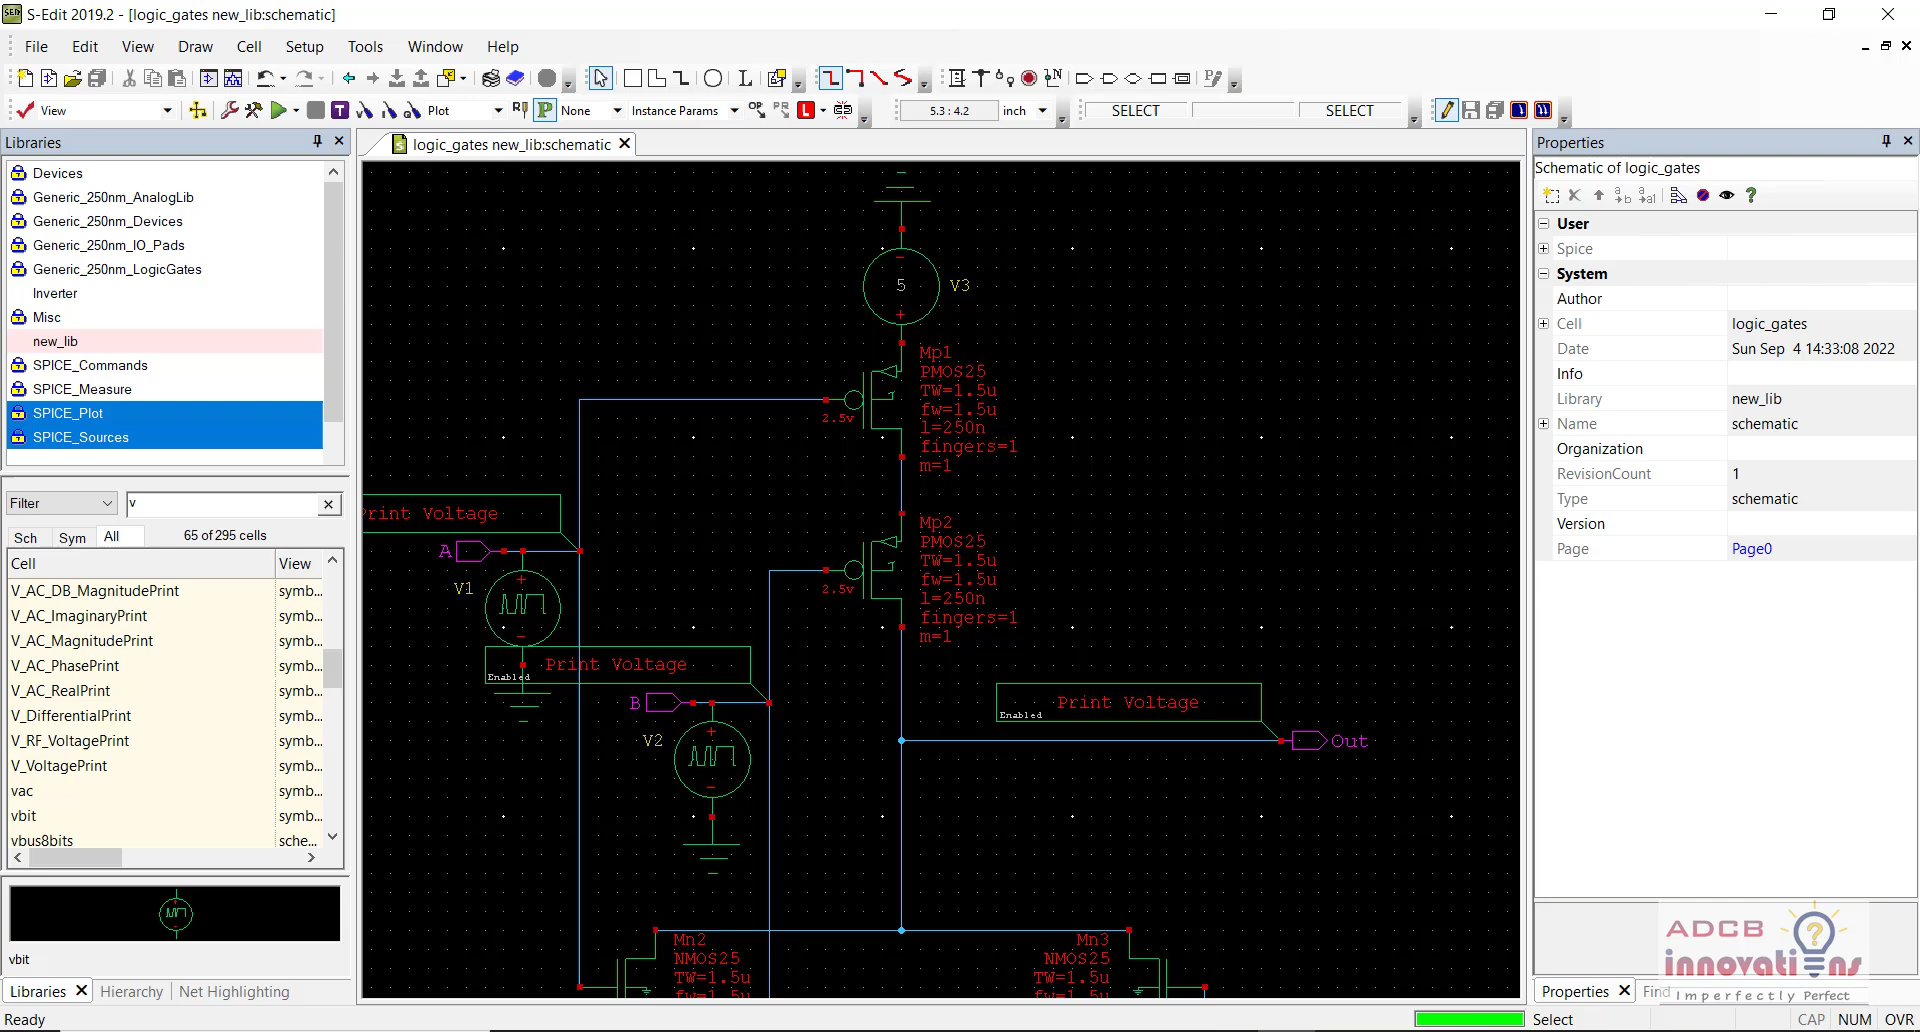 S-Edit 2019.2 - [logic_gates new_lib:schematic]
File Edit View Draw Cell Setup Tools Window Help
View Plot None Instance Params 5.3 : 4.2 inch SELECT SELECT
Libraries
Devices
Generic_250nm_AnalogLib
Generic_250nm_Devices
Generic_250nm_IO_Pads
Generic_250nm_LogicGates
Inverter
Misc
new_lib
SPICE_Commands
SPICE_Measure
SPICE_Plot
SPICE_Sources
Filter v
Sch Sym All 65 of 295 cells
Cell View
V_AC_DB_MagnitudePrint symb...
V_AC_ImaginaryPrint symb...
V_AC_MagnitudePrint symb...
V_AC_PhasePrint symb...
V_AC_RealPrint symb...
V_DifferentialPrint symb...
V_RF_VoltagePrint symb...
V_VoltagePrint symb...
vac symb...
vbit symb...
vbus8bits sche...
vbit
Libraries Hierarchy Net Highlighting
Ready
logic_gates new_lib:schematic
5 V3
Mp1
PMOS25
TW=1.5u
fw=1.5u
2.5v
l=250n
fingers=1
m=1
Print Voltage
Mp2
PMOS25
A
TW=1.5u
V1
fw=1.5u
2.5v
l=250n
fingers=1
m=1
Print Voltage
Enabled
B
V2
Print Voltage
Enabled
Out
Mn2
NMOS25
TW=1.5u
fw=1.5u
Mn3
NMOS25
TW=1.5u
fw=1.5u
Properties
Schematic of logic_gates
User
Spice
System
Author
Cell logic_gates
Date Sun Sep 4 14:33:08 2022
Info
Library new_lib
Name schematic
Organization
RevisionCount 1
Type schematic
Version
Page Page0
ADCB
innovati ns
Imperfectly Perfect
Properties Find
Select CAP NUM OVR